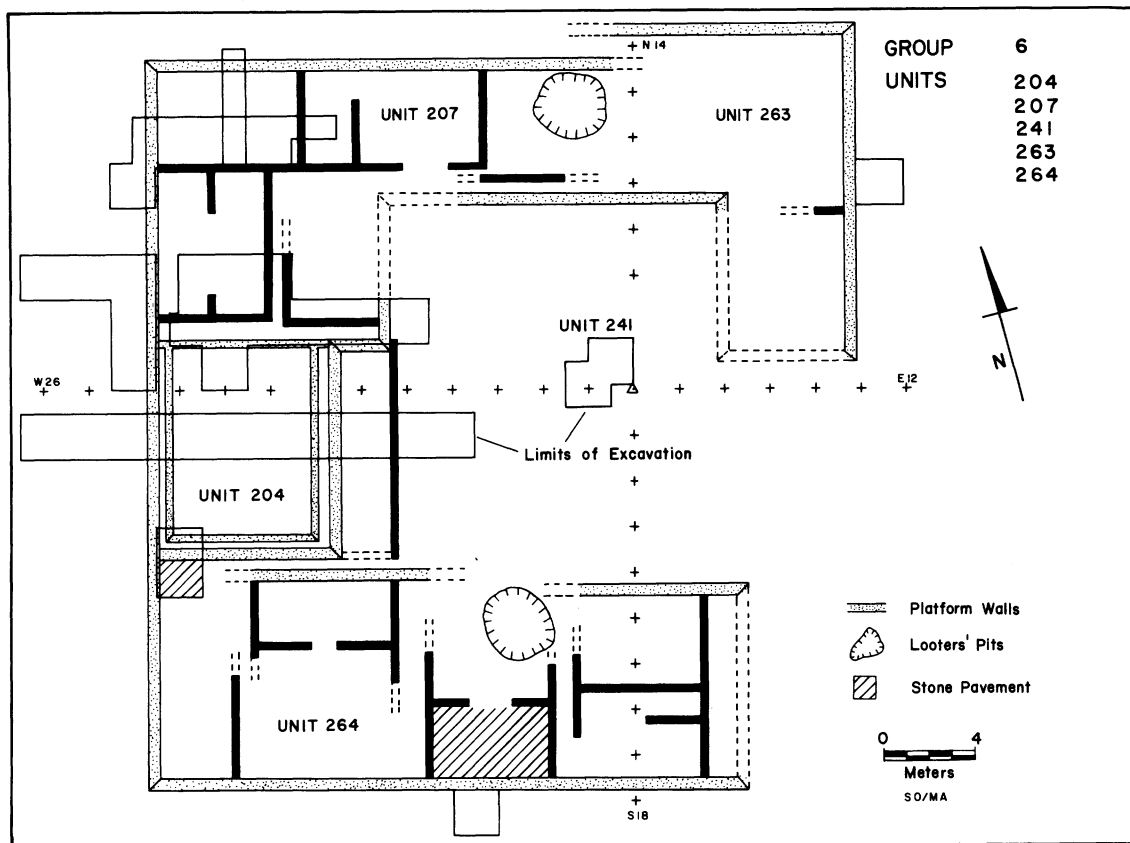 GROUP 6
UNITS 204
207
241
263
264
N14
UNIT 207
UNIT 263
N
UNIT 241
W26
E12
Limits of Excavation
UNIT 204
Platform Walls
Looters' Pits
Stone Pavement
UNIT 264
0 4
Meters
SO/MA
S18